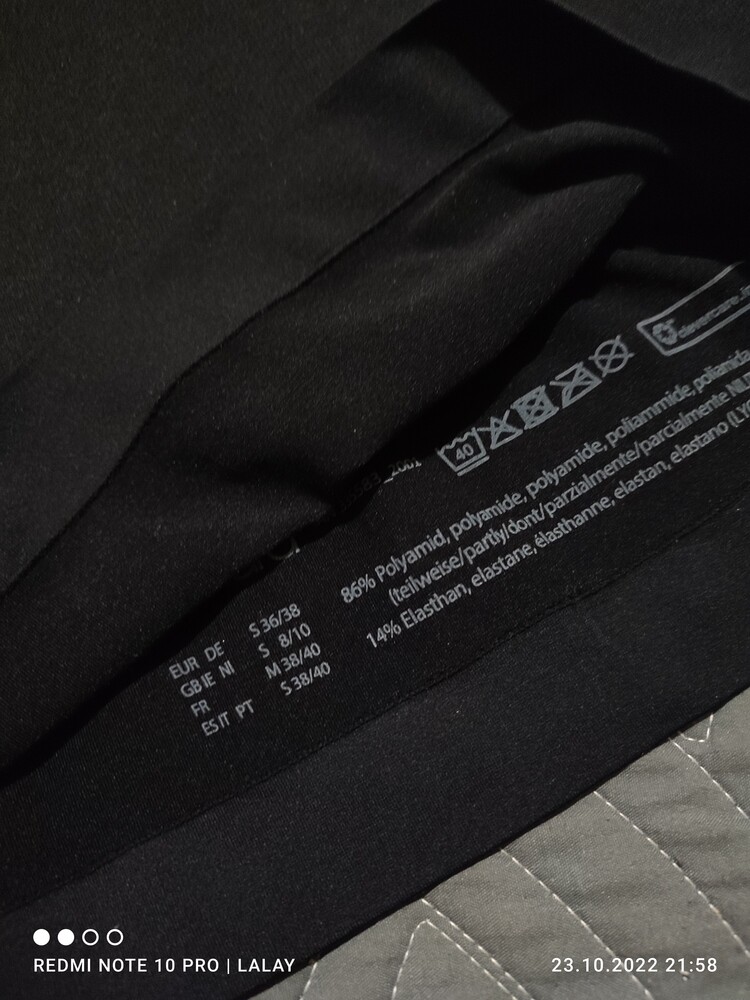 clevercare.
40
_2001
86% Polyamid, polyamide, polyamide, poliammide, poliamida
(teilweise/partly/dont/parzialmente/parcialmente
14% Elasthan, elastane, élasthanne, elastan, elastano
EUR DE S 36/38
GB IE NI S 8/10
FR M 38/40
ES IT PT S 38/40
REDMI NOTE 10 PRO | LALAY
23.10.2022 21:58